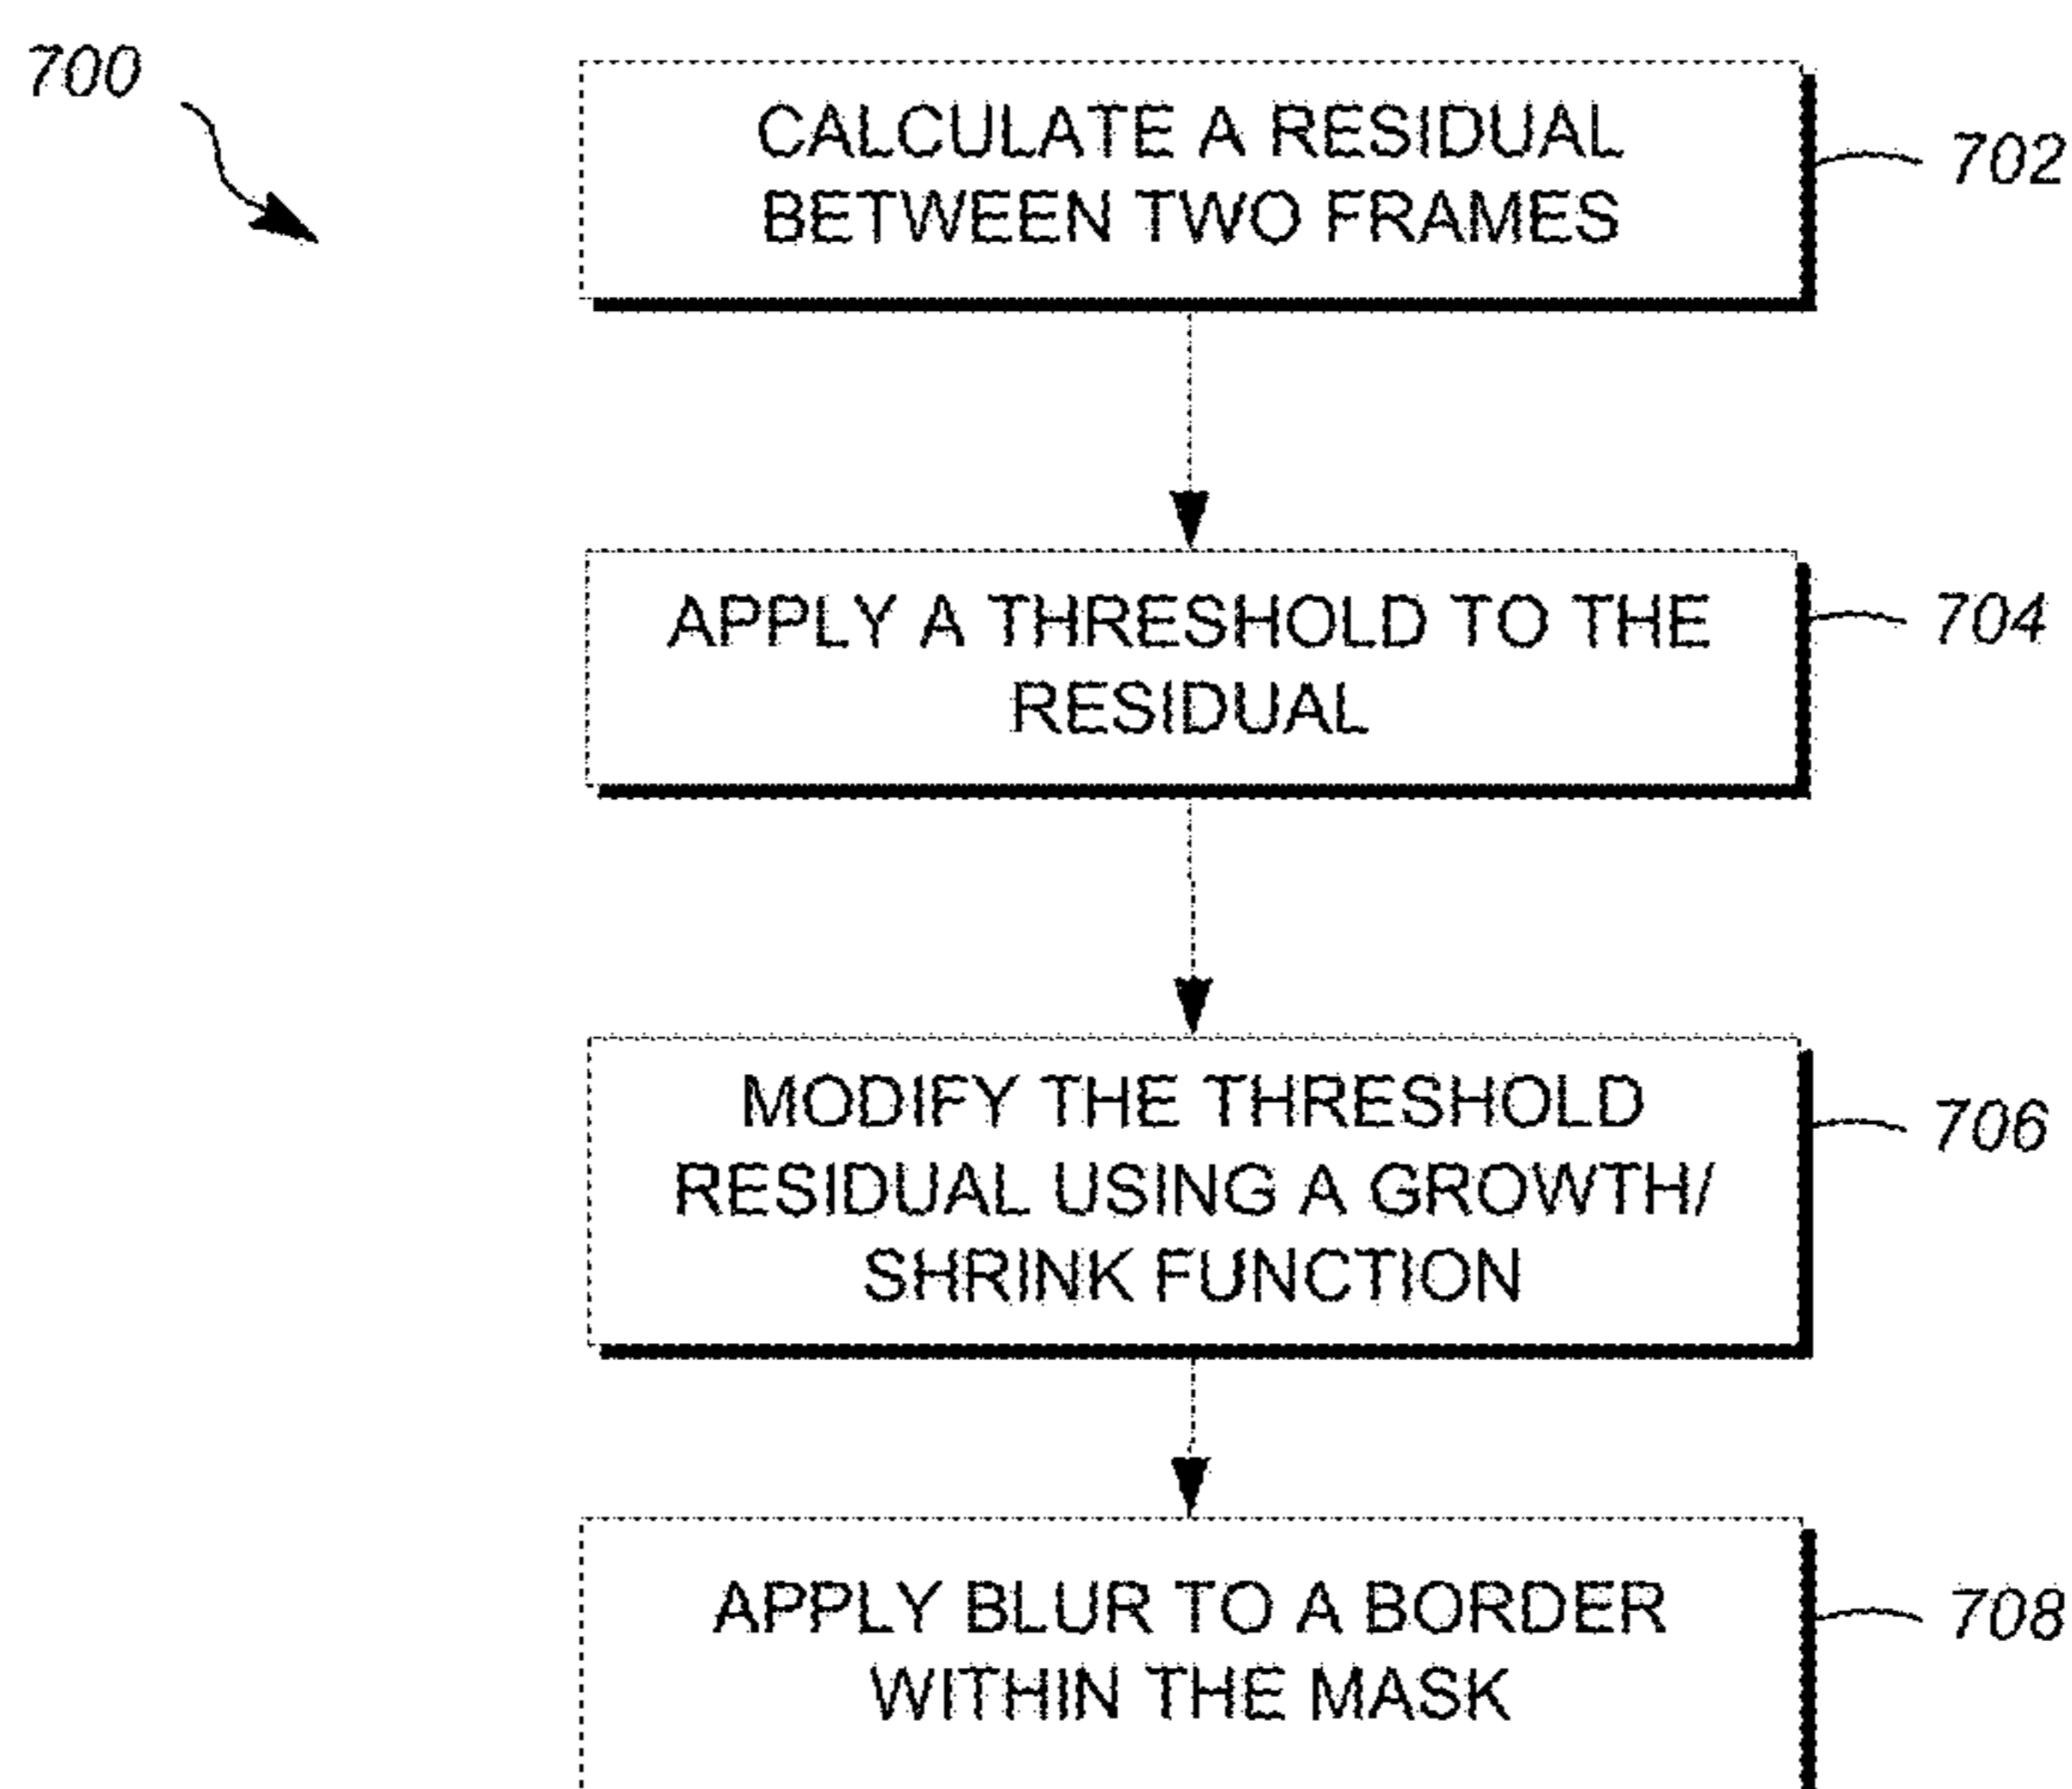 700
CALCULATE A RESIDUAL
BETWEEN TWO FRAMES
702
APPLY A THRESHOLD TO THE
RESIDUAL
704
MODIFY THE THRESHOLD
RESIDUAL USING A GROWTH/
SHRINK FUNCTION
706
APPLY BLUR TO A BORDER
WITHIN THE MASK
708